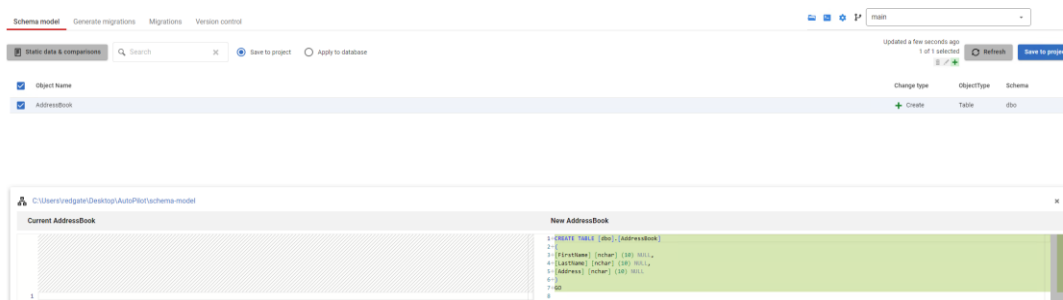 Schema model Generate migrations Migrations Version control main
Static data & comparisons Search Save to project Apply to database Updated a few seconds ago
1 of 1 selected Refresh Save to projec
Object Name Change type ObjectType Schema
AddressBook Create Table dbo
C:\Users\redgate\Desktop\AutoPilot\schema-model
Current AddressBook New AddressBook
1-CREATE TABLE [dbo].[AddressBook]
2-(
3-[FirstName] [nchar] (10) NULL,
4-[LastName] [nchar] (10) NULL,
5-[Address] [nchar] (10) NULL
6-)
7-GO
1 8